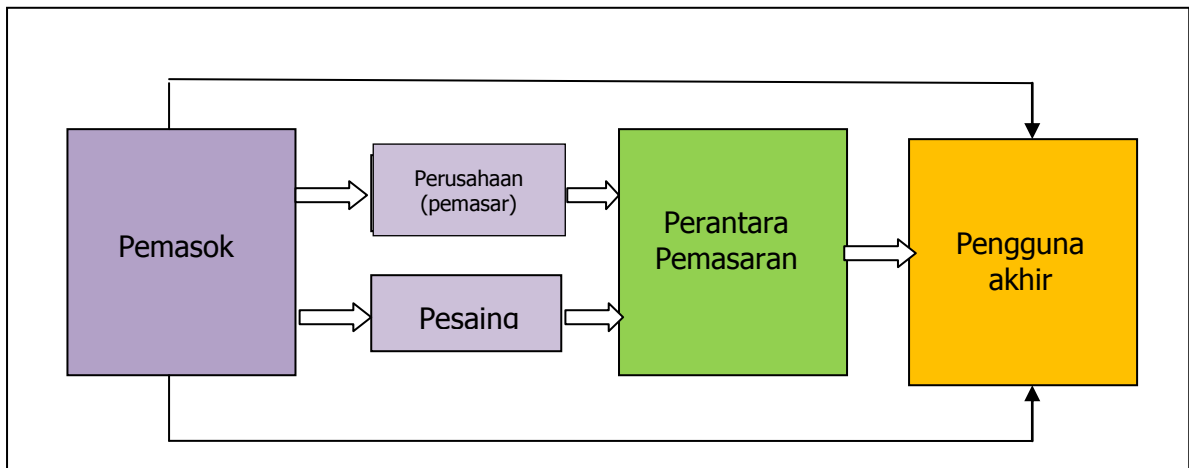 Pemasok
Perusahaan
(pemasar)
Pesaing
Perantara
Pemasaran
Pengguna
akhir